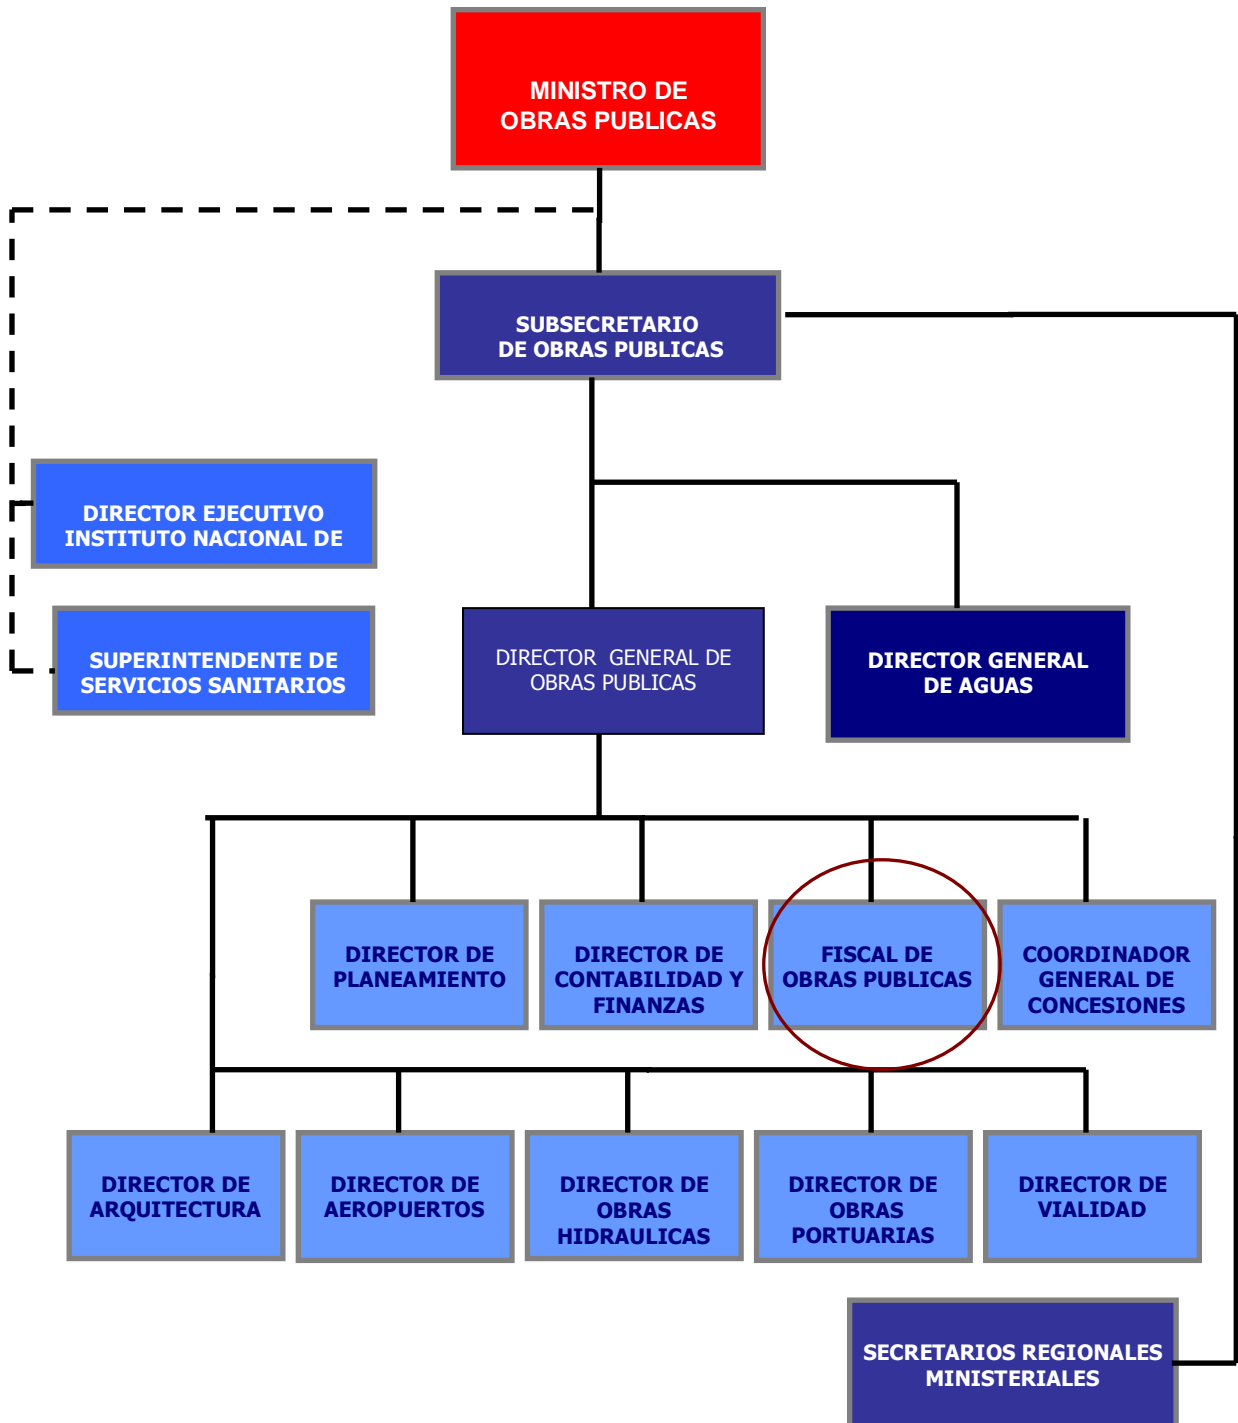 MINISTRO DE
OBRAS PUBLICAS
SUBSECRETARIO
DE OBRAS PUBLICAS
DIRECTOR EJECUTIVO
INSTITUTO NACIONAL DE
SUPERINTENDENTE DE
SERVICIOS SANITARIOS
DIRECTOR GENERAL DE
OBRAS PUBLICAS
DIRECTOR GENERAL
DE AGUAS
DIRECTOR DE
PLANEAMIENTO
DIRECTOR DE
CONTABILIDAD Y
FINANZAS
FISCAL DE
OBRAS PUBLICAS
COORDINADOR
GENERAL DE
CONCESIONES
DIRECTOR DE
ARQUITECTURA
DIRECTOR DE
AEROPUERTOS
DIRECTOR DE
OBRAS
HIDRAULICAS
DIRECTOR DE
OBRAS
PORTUARIAS
DIRECTOR DE
VIALIDAD
SECRETARIOS REGIONALES
MINISTERIALES